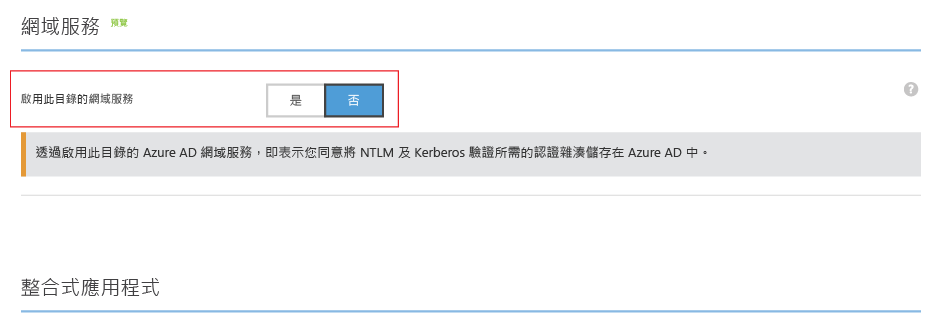 網域服務 預覽
啟用此目錄的網域服務 是 否 ?
透過啟用此目錄的 Azure AD 網域服務，即表示您同意將 NTLM 及 Kerberos 驗證所需的認證雜湊儲存在 Azure AD 中。
整合式應用程式